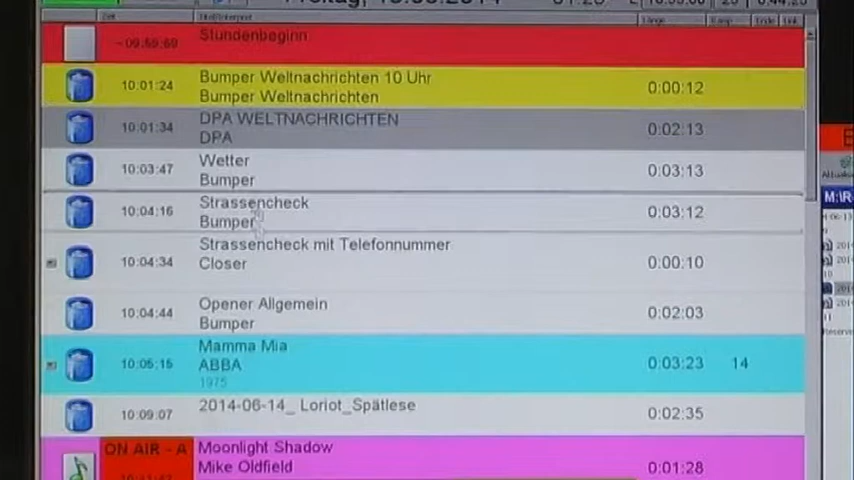 Stundenbeginn
10:01:24 Bumper Weltnachrichten 10 Uhr 0:00:12
Bumper Weltnachrichten
10:01:34 DPA WELTNACHRICHTEN 0:02:13
DPA
10:03:47 Wetter 0:03:13
Bumper
10:04:16 Strassencheck 0:03:12
Bumper
10:04:34 Strassencheck mit Telefonnummer 0:00:10
Closer
10:04:44 Opener Allgemein 0:02:03
Bumper
10:05:15 Mamma Mia 0:03:23 14
ABBA
1975
10:09:07 2014-06-14_ Loriot_Spätlese 0:02:35
ON AIR - A Moonlight Shadow 0:01:28
Mike Oldfield
M:\R